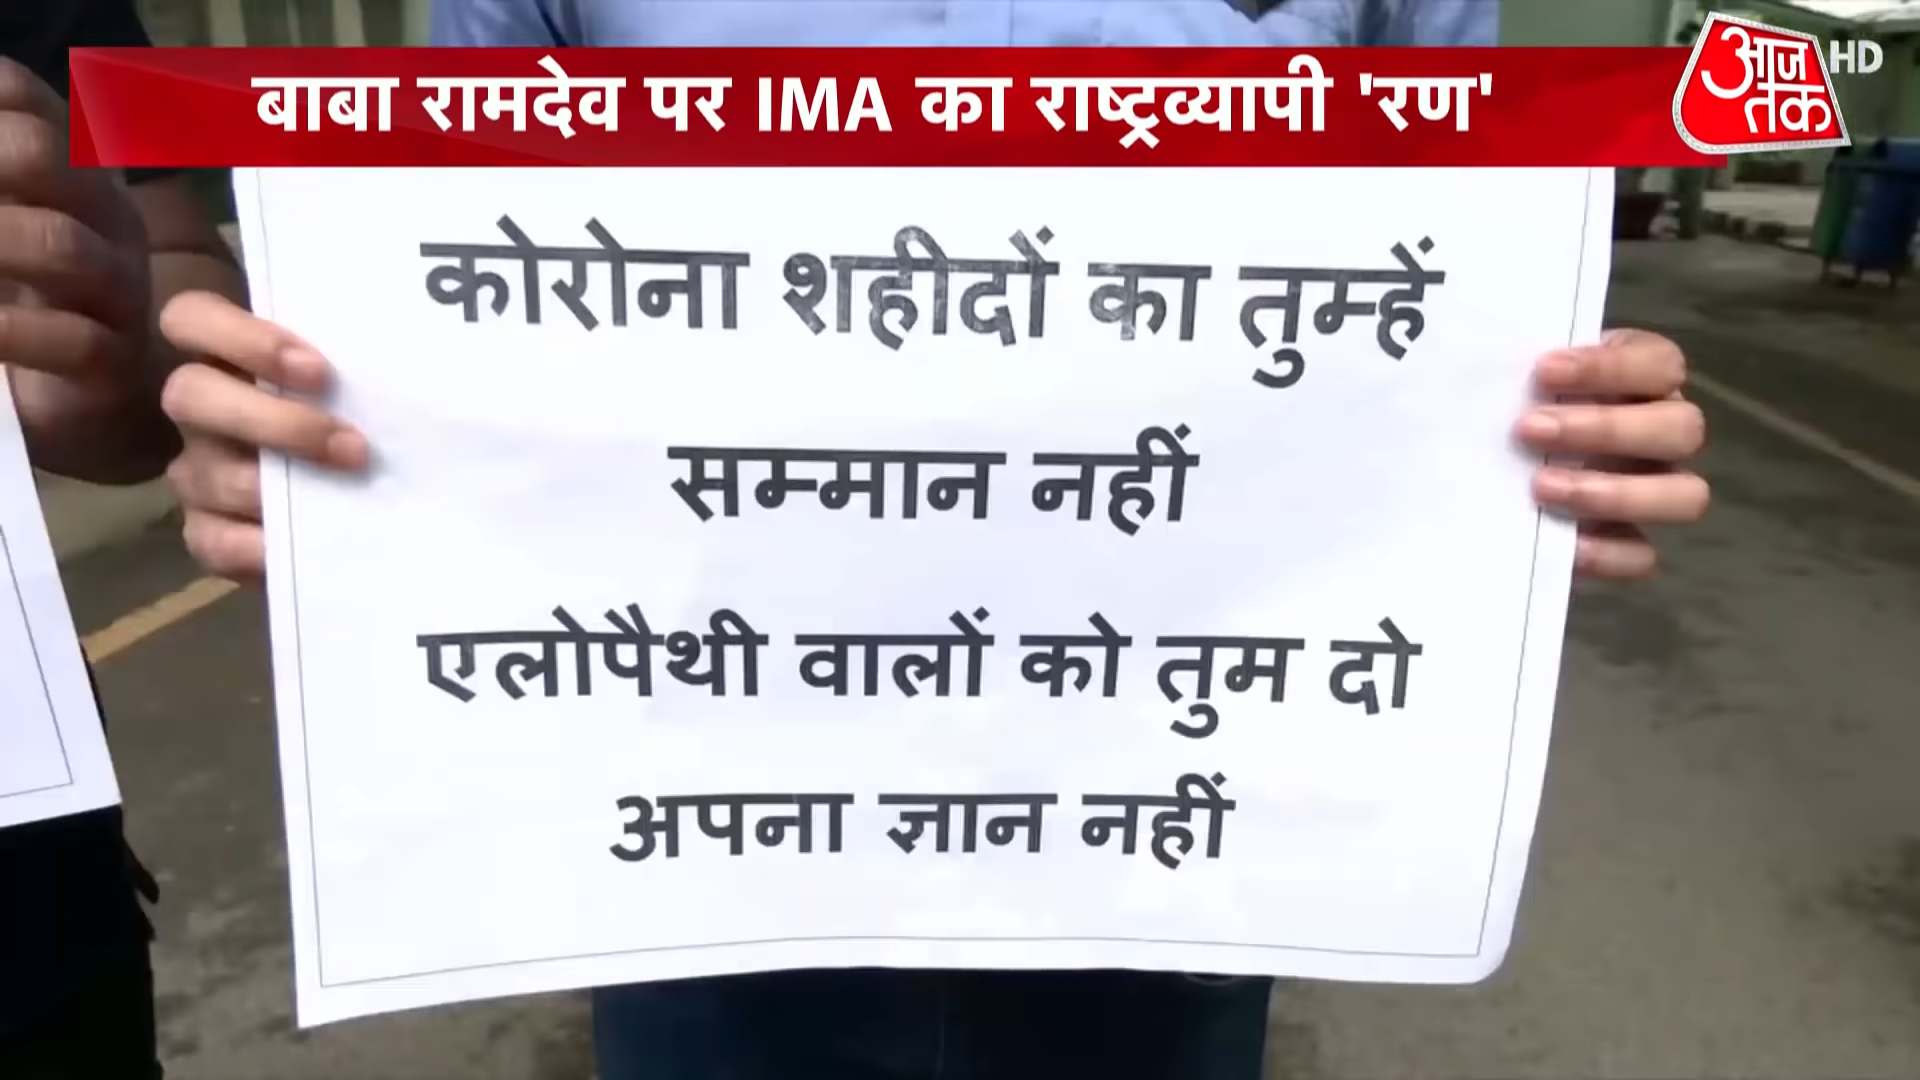 बाबा रामदेव पर IMA का राष्ट्रव्यापी 'रण'
आज तक HD
कोरोना शहीदों का तुम्हें
सम्मान नहीं
एलोपैथी वालों को तुम दो
अपना ज्ञान नहीं